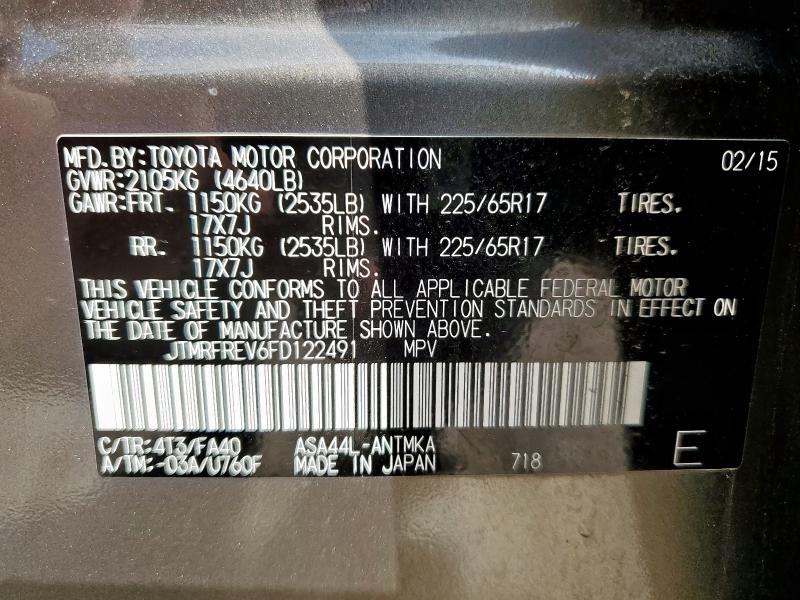 MFD.BY:TOYOTA MOTOR CORPORATION 02/15
GVWR:2105KG (4640LB)
GAWR:FRT. 1150KG (2535LB) WITH 225/65R17 TIRES.
17X7J RIMS.
RR. 1150KG (2535LB) WITH 225/65R17 TIRES.
17X7J RIMS.
THIS VEHICLE CONFORMS TO ALL APPLICABLE FEDERAL MOTOR
VEHICLE SAFETY AND THEFT PREVENTION STANDARDS IN EFFECT ON
THE DATE OF MANUFACTURE SHOWN ABOVE.
JTMRFREV6FD122491 MPV
C/TR:4T3/FA40 ASA44L-ANTMKA
A/TM:-03A/U760F MADE IN JAPAN 718 E